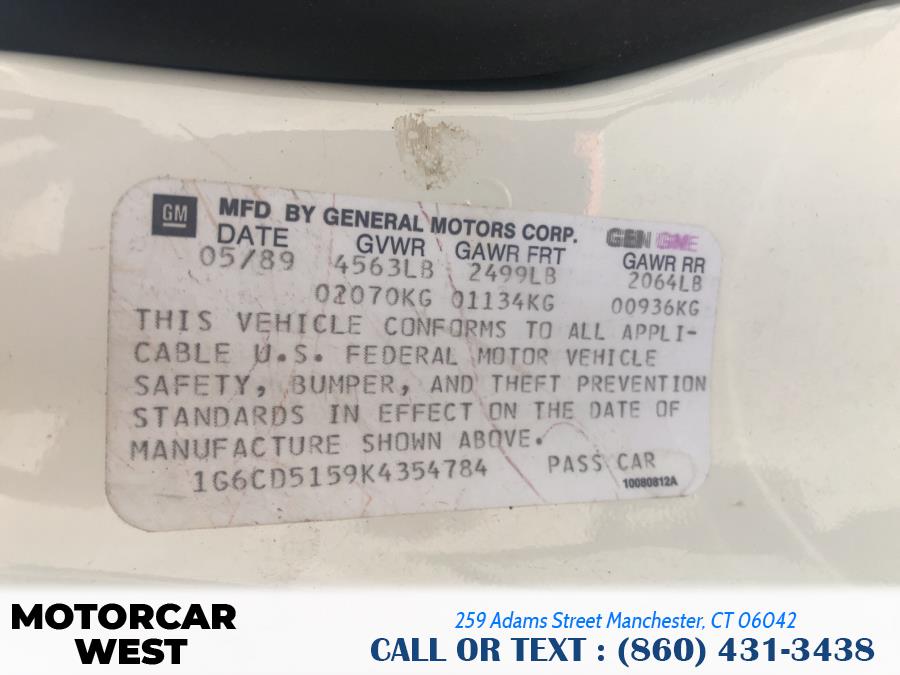 GM MFD BY GENERAL MOTORS CORP. GEN GME
DATE GVWR GAWR FRT GAWR RR
05/89 4563LB 2499LB 2064LB
02070KG 01134KG 00936KG
THIS VEHICLE CONFORMS TO ALL APPLI-
CABLE U.S. FEDERAL MOTOR VEHICLE
SAFETY, BUMPER, AND THEFT PREVENTION
STANDARDS IN EFFECT ON THE DATE OF
MANUFACTURE SHOWN ABOVE.
1G6CD5159K4354784 PASS CAR
10080812A
MOTORCAR
WEST
259 Adams Street Manchester, CT 06042
CALL OR TEXT : (860) 431-3438